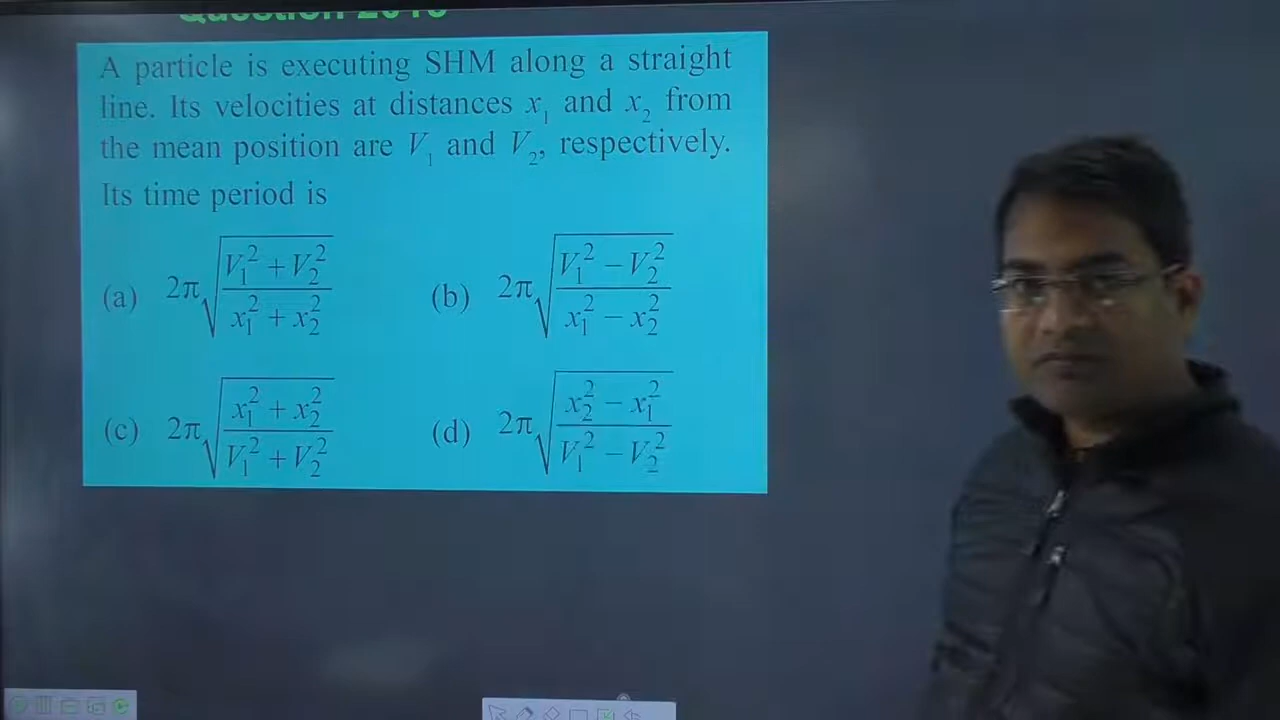 Question 2015
A particle is executing SHM along a straight
line. Its velocities at distances x₁ and x₂ from
the mean position are V₁ and V₂, respectively.
Its time period is
(a) 2π√((V₁² + V₂²)/(x₁² + x₂²)) (b) 2π√((V₁² − V₂²)/(x₁² − x₂²))
(c) 2π√((x₁² + x₂²)/(V₁² + V₂²)) (d) 2π√((x₂² − x₁²)/(V₁² − V₂²))